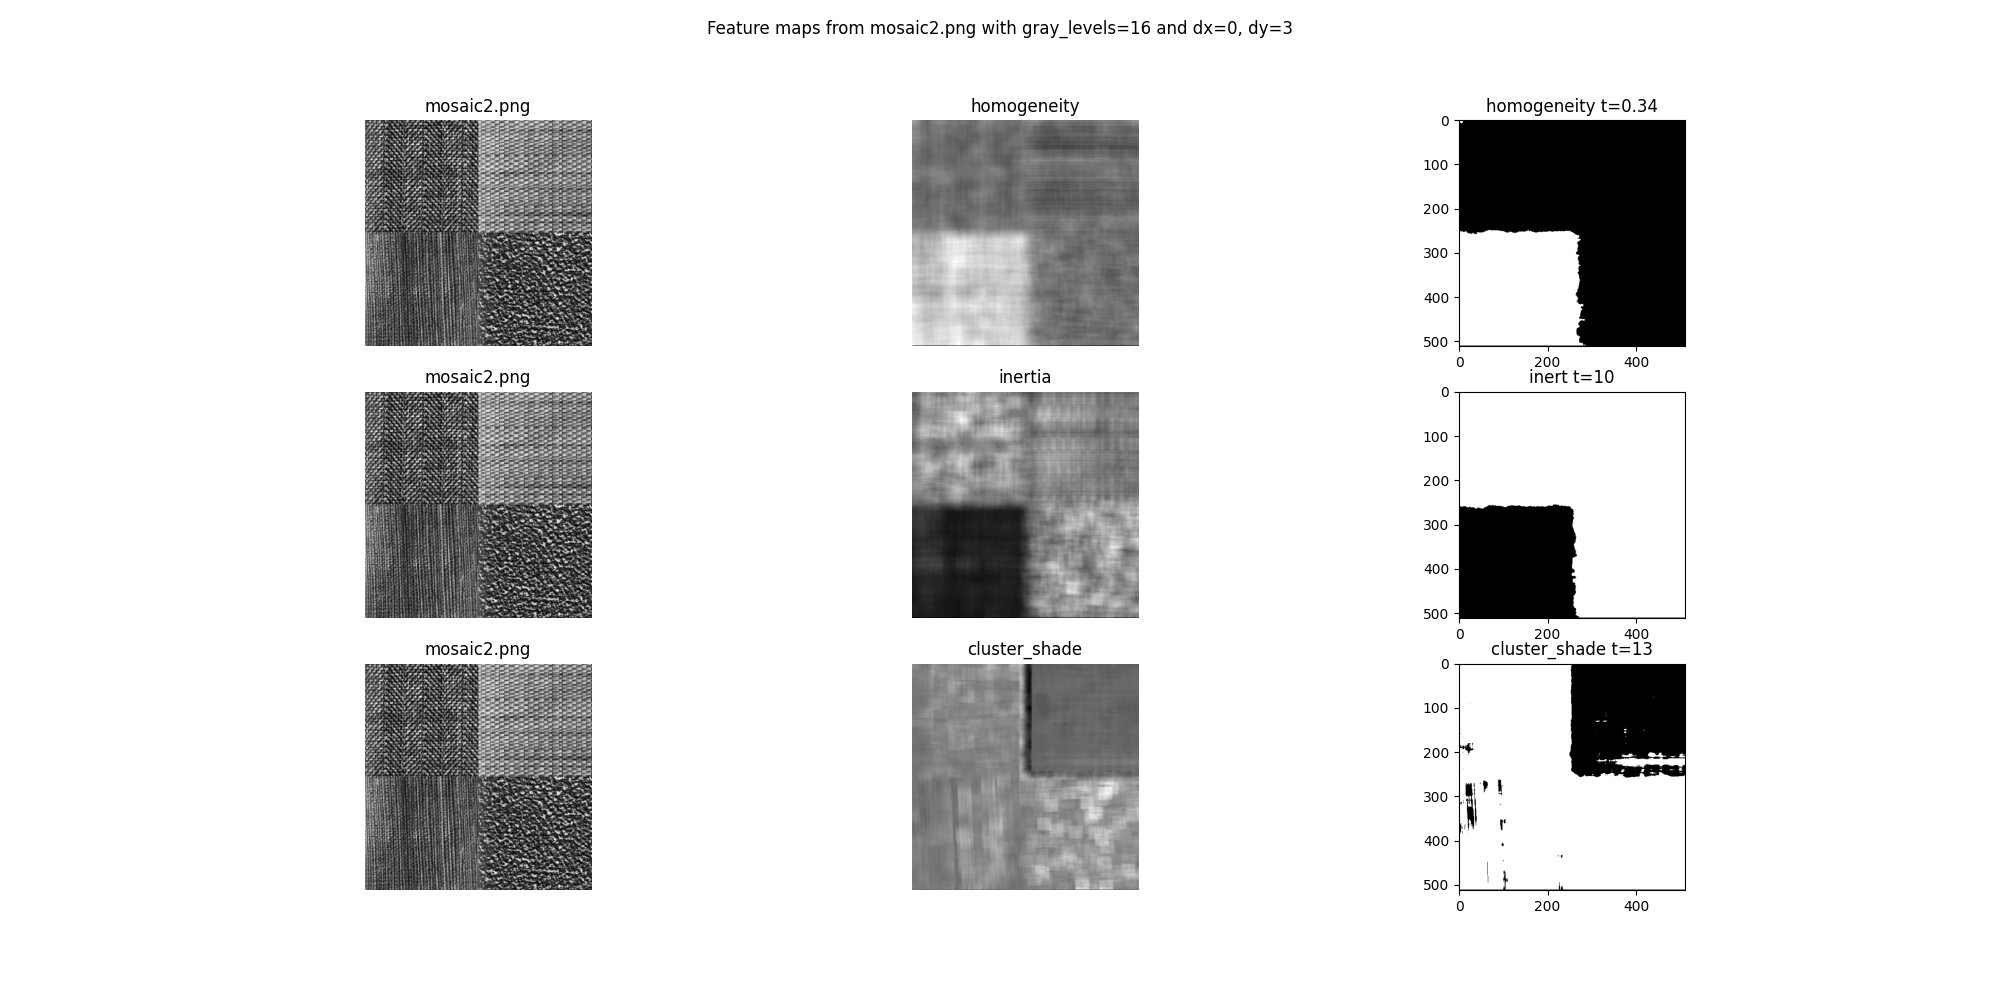 Feature maps from mosaic2.png with gray_levels=16 and dx=0, dy=3
mosaic2.png
homogeneity
homogeneity t=0.34
0
100
200
300
400
500
0
200
400
mosaic2.png
inertia
inert t=10
0
100
200
300
400
500
0
200
400
mosaic2.png
cluster_shade
cluster_shade t=13
0
100
200
300
400
500
0
200
400